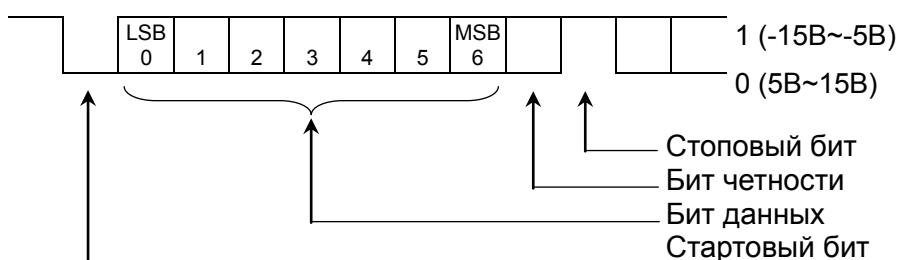 LSB MSB 1 (-15В~-5В)
0 1 2 3 4 5 6
0 (5В~15В)
Стоповый бит
Бит четности
Бит данных
Стартовый бит